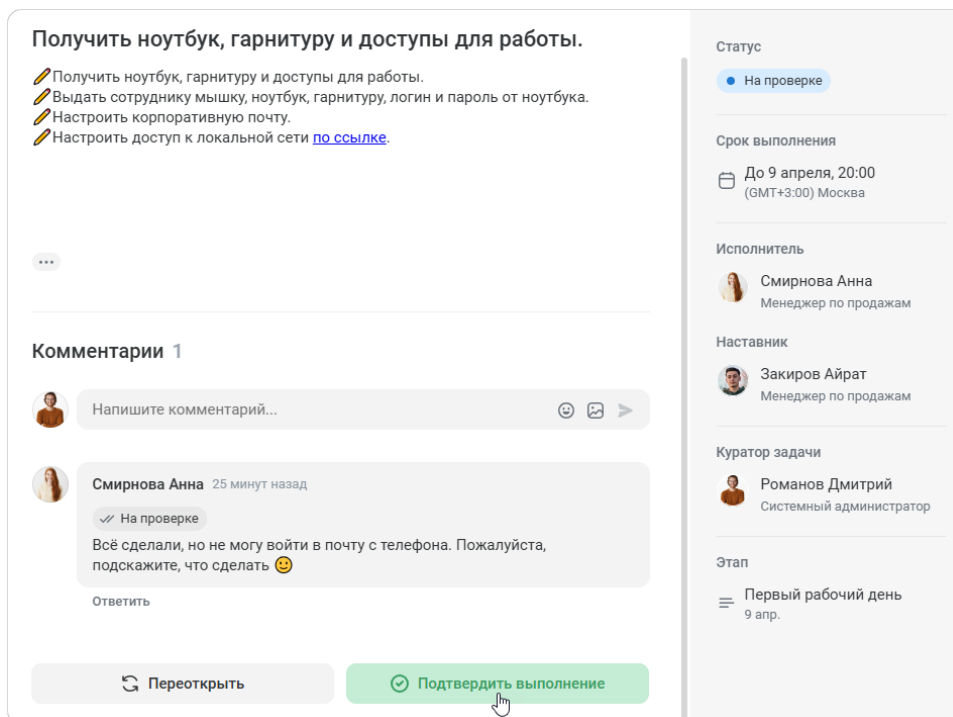 Получить ноутбук, гарнитуру и доступы для работы.
Получить ноутбук, гарнитуру и доступы для работы.
Выдать сотруднику мышку, ноутбук, гарнитуру, логин и пароль от ноутбука.
Настроить корпоративную почту.
Настроить доступ к локальной сети по ссылке.
Комментарии 1
Напишите комментарий...
Смирнова Анна 25 минут назад
На проверке
Всё сделали, но не могу войти в почту с телефона. Пожалуйста,
подскажите, что сделать
Ответить
Переоткрыть
Подтвердить выполнение
Статус
На проверке
Срок выполнения
До 9 апреля, 20:00
(GMT+3:00) Москва
Исполнитель
Смирнова Анна
Менеджер по продажам
Наставник
Закиров Айрат
Менеджер по продажам
Куратор задачи
Романов Дмитрий
Системный администратор
Этап
Первый рабочий день
9 апр.